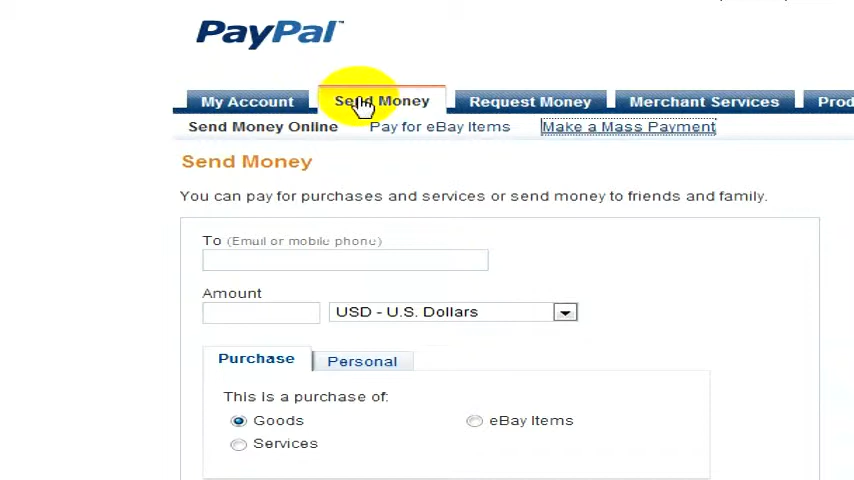 PayPal
My Account Send Money Request Money Merchant Services Prod
Send Money Online Pay for eBay Items Make a Mass Payment
Send Money
You can pay for purchases and services or send money to friends and family.
To (Email or mobile phone)
Amount
USD - U.S. Dollars
Purchase Personal
This is a purchase of:
Goods eBay Items
Services